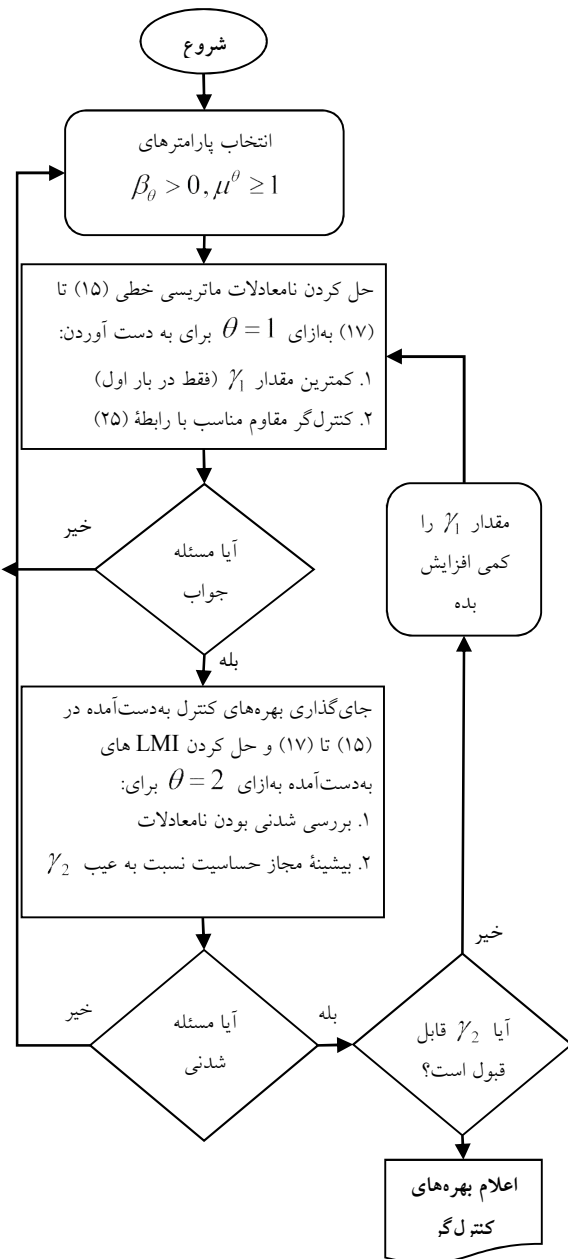 شروع
انتخاب پارامترهای
β_θ > 0, μ^θ ≥ 1
حل کردن نامعادلات ماتریسی خطی (۱۵) تا
(۱۷) به‌ازای θ = 1 برای به دست آوردن:
۱. کمترین مقدار γ₁ (فقط در بار اول)
۲. کنترل‌گر مقاوم مناسب با رابطهٔ (۲۵)
خیر
آیا مسئله
جواب
بله
مقدار γ₁ را
کمی افزایش
بده
جای‌گذاری بهره‌های کنترل به‌دست‌آمده در
(۱۵) تا (۱۷) و حل کردن LMI های
به‌دست‌آمده به‌ازای θ = 2 برای:
۱. بررسی شدنی بودن نامعادلات
۲. بیشینهٔ مجاز حساسیت نسبت به عیب γ₂
خیر
آیا مسئله
شدنی
بله
خیر
آیا γ₂ قابل
قبول است؟
اعلام بهره‌های
کنترل‌گر